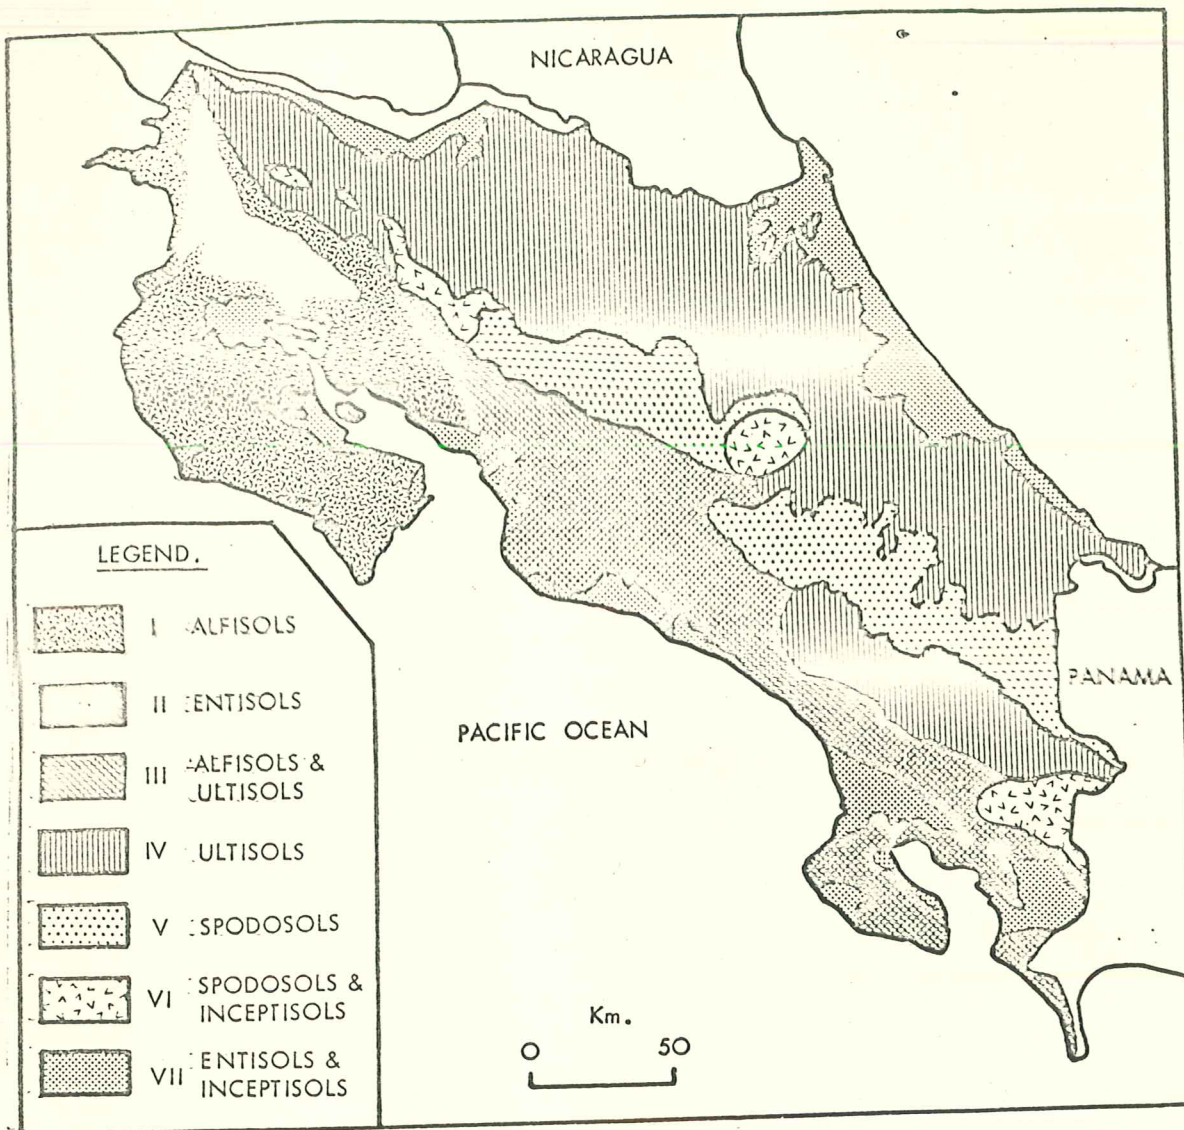 NICARAGUA
LEGEND.
I ALFISOLS
II ENTISOLS
III ALFISOLS &
ULTISOLS
IV ULTISOLS
V SPODOSOLS
VI SPODOSOLS &
INCEPTISOLS
VII ENTISOLS &
INCEPTISOLS
PACIFIC OCEAN
PANAMA
Km.
0 50